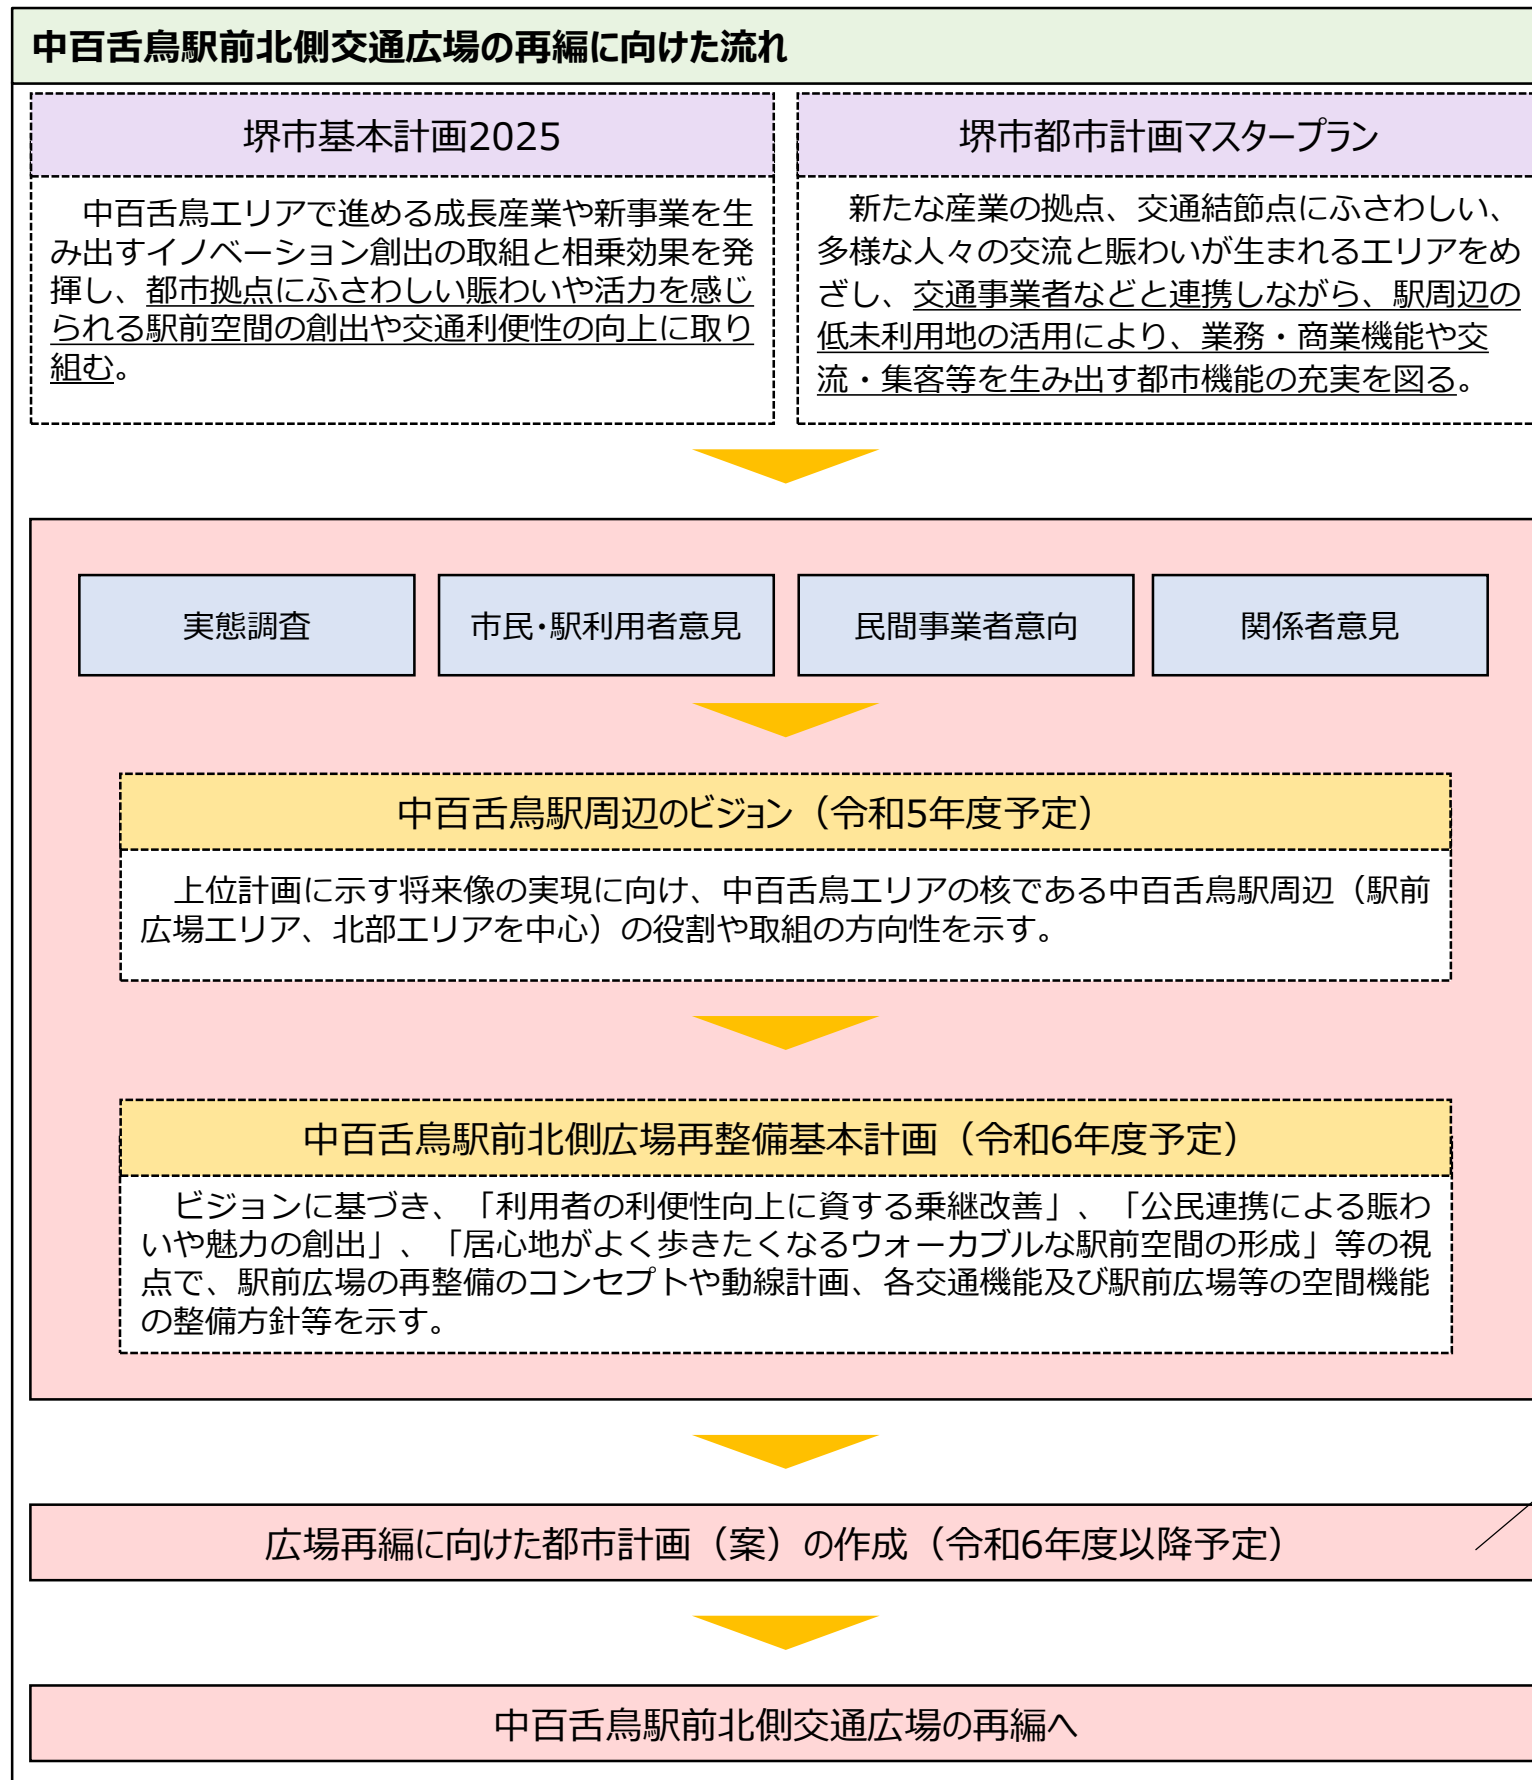 中百舌鳥駅前北側交通広場の再編に向けた流れ
堺市基本計画2025
中百舌鳥エリアで進める成長産業や新事業を生
み出すイノベーション創出の取組と相乗効果を発
揮し、都市拠点にふさわしい賑わいや活力を感じ
られる駅前空間の創出や交通利便性の向上に取り
組む。
堺市都市計画マスタープラン
新たな産業の拠点、交通結節点にふさわしい、
多様な人々の交流と賑わいが生まれるエリアをめ
ざし、交通事業者などと連携しながら、駅周辺の
低未利用地の活用により、業務・商業機能や交
流・集客等を生み出す都市機能の充実を図る。
実態調査
市民・駅利用者意見
民間事業者意向
関係者意見
中百舌鳥駅周辺のビジョン（令和5年度予定）
上位計画に示す将来像の実現に向け、中百舌鳥エリアの核である中百舌鳥駅周辺（駅前
広場エリア、北部エリアを中心）の役割や取組の方向性を示す。
中百舌鳥駅前北側広場再整備基本計画（令和6年度予定）
ビジョンに基づき、「利用者の利便性向上に資する乗継改善」、「公民連携による賑わ
いや魅力の創出」、「居心地がよく歩きたくなるウォーカブルな駅前空間の形成」等の視
点で、駅前広場の再整備のコンセプトや動線計画、各交通機能及び駅前広場等の空間機能
の整備方針等を示す。
広場再編に向けた都市計画（案）の作成（令和6年度以降予定）
中百舌鳥駅前北側交通広場の再編へ